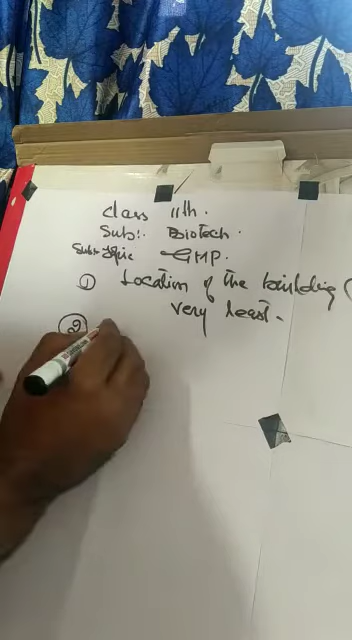 Class 11th.
Sub:. Biotech.
Sub:- Topic GMP.
① Location of the building (
very least.
②